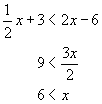 1/2 x + 3 < 2x − 6
9 < 3x/2
6 < x